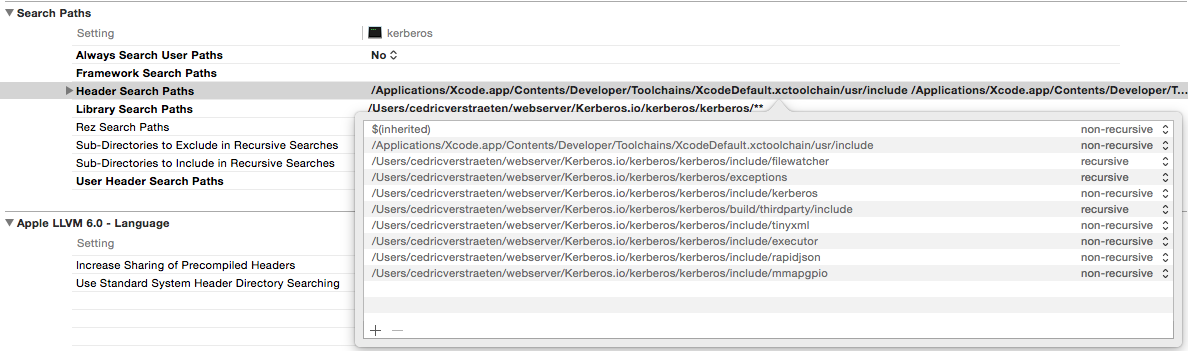 Search Paths
Setting kerberos
Always Search User Paths No
Framework Search Paths
Header Search Paths /Applications/Xcode.app/Contents/Developer/Toolchains/XcodeDefault.xctoolchain/usr/include /Applications/Xcode.app/Contents/Developer/T...
Library Search Paths /Users/cedricverstraeten/webserver/Kerberos.io/kerberos/kerberos/**
Rez Search Paths
Sub-Directories to Exclude in Recursive Searches
Sub-Directories to Include in Recursive Searches
User Header Search Paths
$(inherited) non-recursive
/Applications/Xcode.app/Contents/Developer/Toolchains/XcodeDefault.xctoolchain/usr/include non-recursive
/Users/cedricverstraeten/webserver/Kerberos.io/kerberos/kerberos/include/filewatcher recursive
/Users/cedricverstraeten/webserver/Kerberos.io/kerberos/kerberos/exceptions recursive
/Users/cedricverstraeten/webserver/Kerberos.io/kerberos/kerberos/include/kerberos non-recursive
/Users/cedricverstraeten/webserver/Kerberos.io/kerberos/kerberos/build/thirdparty/include recursive
/Users/cedricverstraeten/webserver/Kerberos.io/kerberos/kerberos/include/tinyxml non-recursive
/Users/cedricverstraeten/webserver/Kerberos.io/kerberos/kerberos/include/executor non-recursive
/Users/cedricverstraeten/webserver/Kerberos.io/kerberos/kerberos/include/rapidjson non-recursive
/Users/cedricverstraeten/webserver/Kerberos.io/kerberos/kerberos/include/mmapgpio non-recursive
Apple LLVM 6.0 - Language
Setting
Increase Sharing of Precompiled Headers
Use Standard System Header Directory Searching